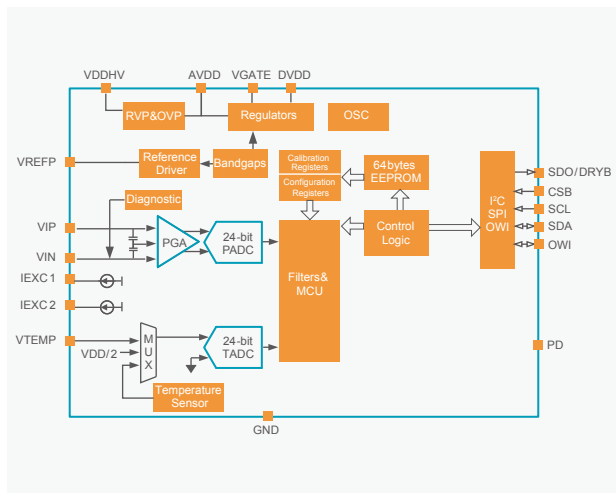 VDDHV
AVDD
VGATE
DVDD
RVP&OVP
Regulators
OSC
VREFP
Reference
Driver
Bandgaps
Calibration
Registers
Configuration
Registers
64bytes
EEPROM
Diagnostic
VIP
VIN
PGA
24-bit
PADC
Filters&
MCU
Control
Logic
I²C
SPI
OWI
SDO/DRYB
CSB
SCL
SDA
OWI
IEXC1
IEXC2
VTEMP
VDD/2
M
U
X
24-bit
TADC
Temperature
Sensor
PD
GND